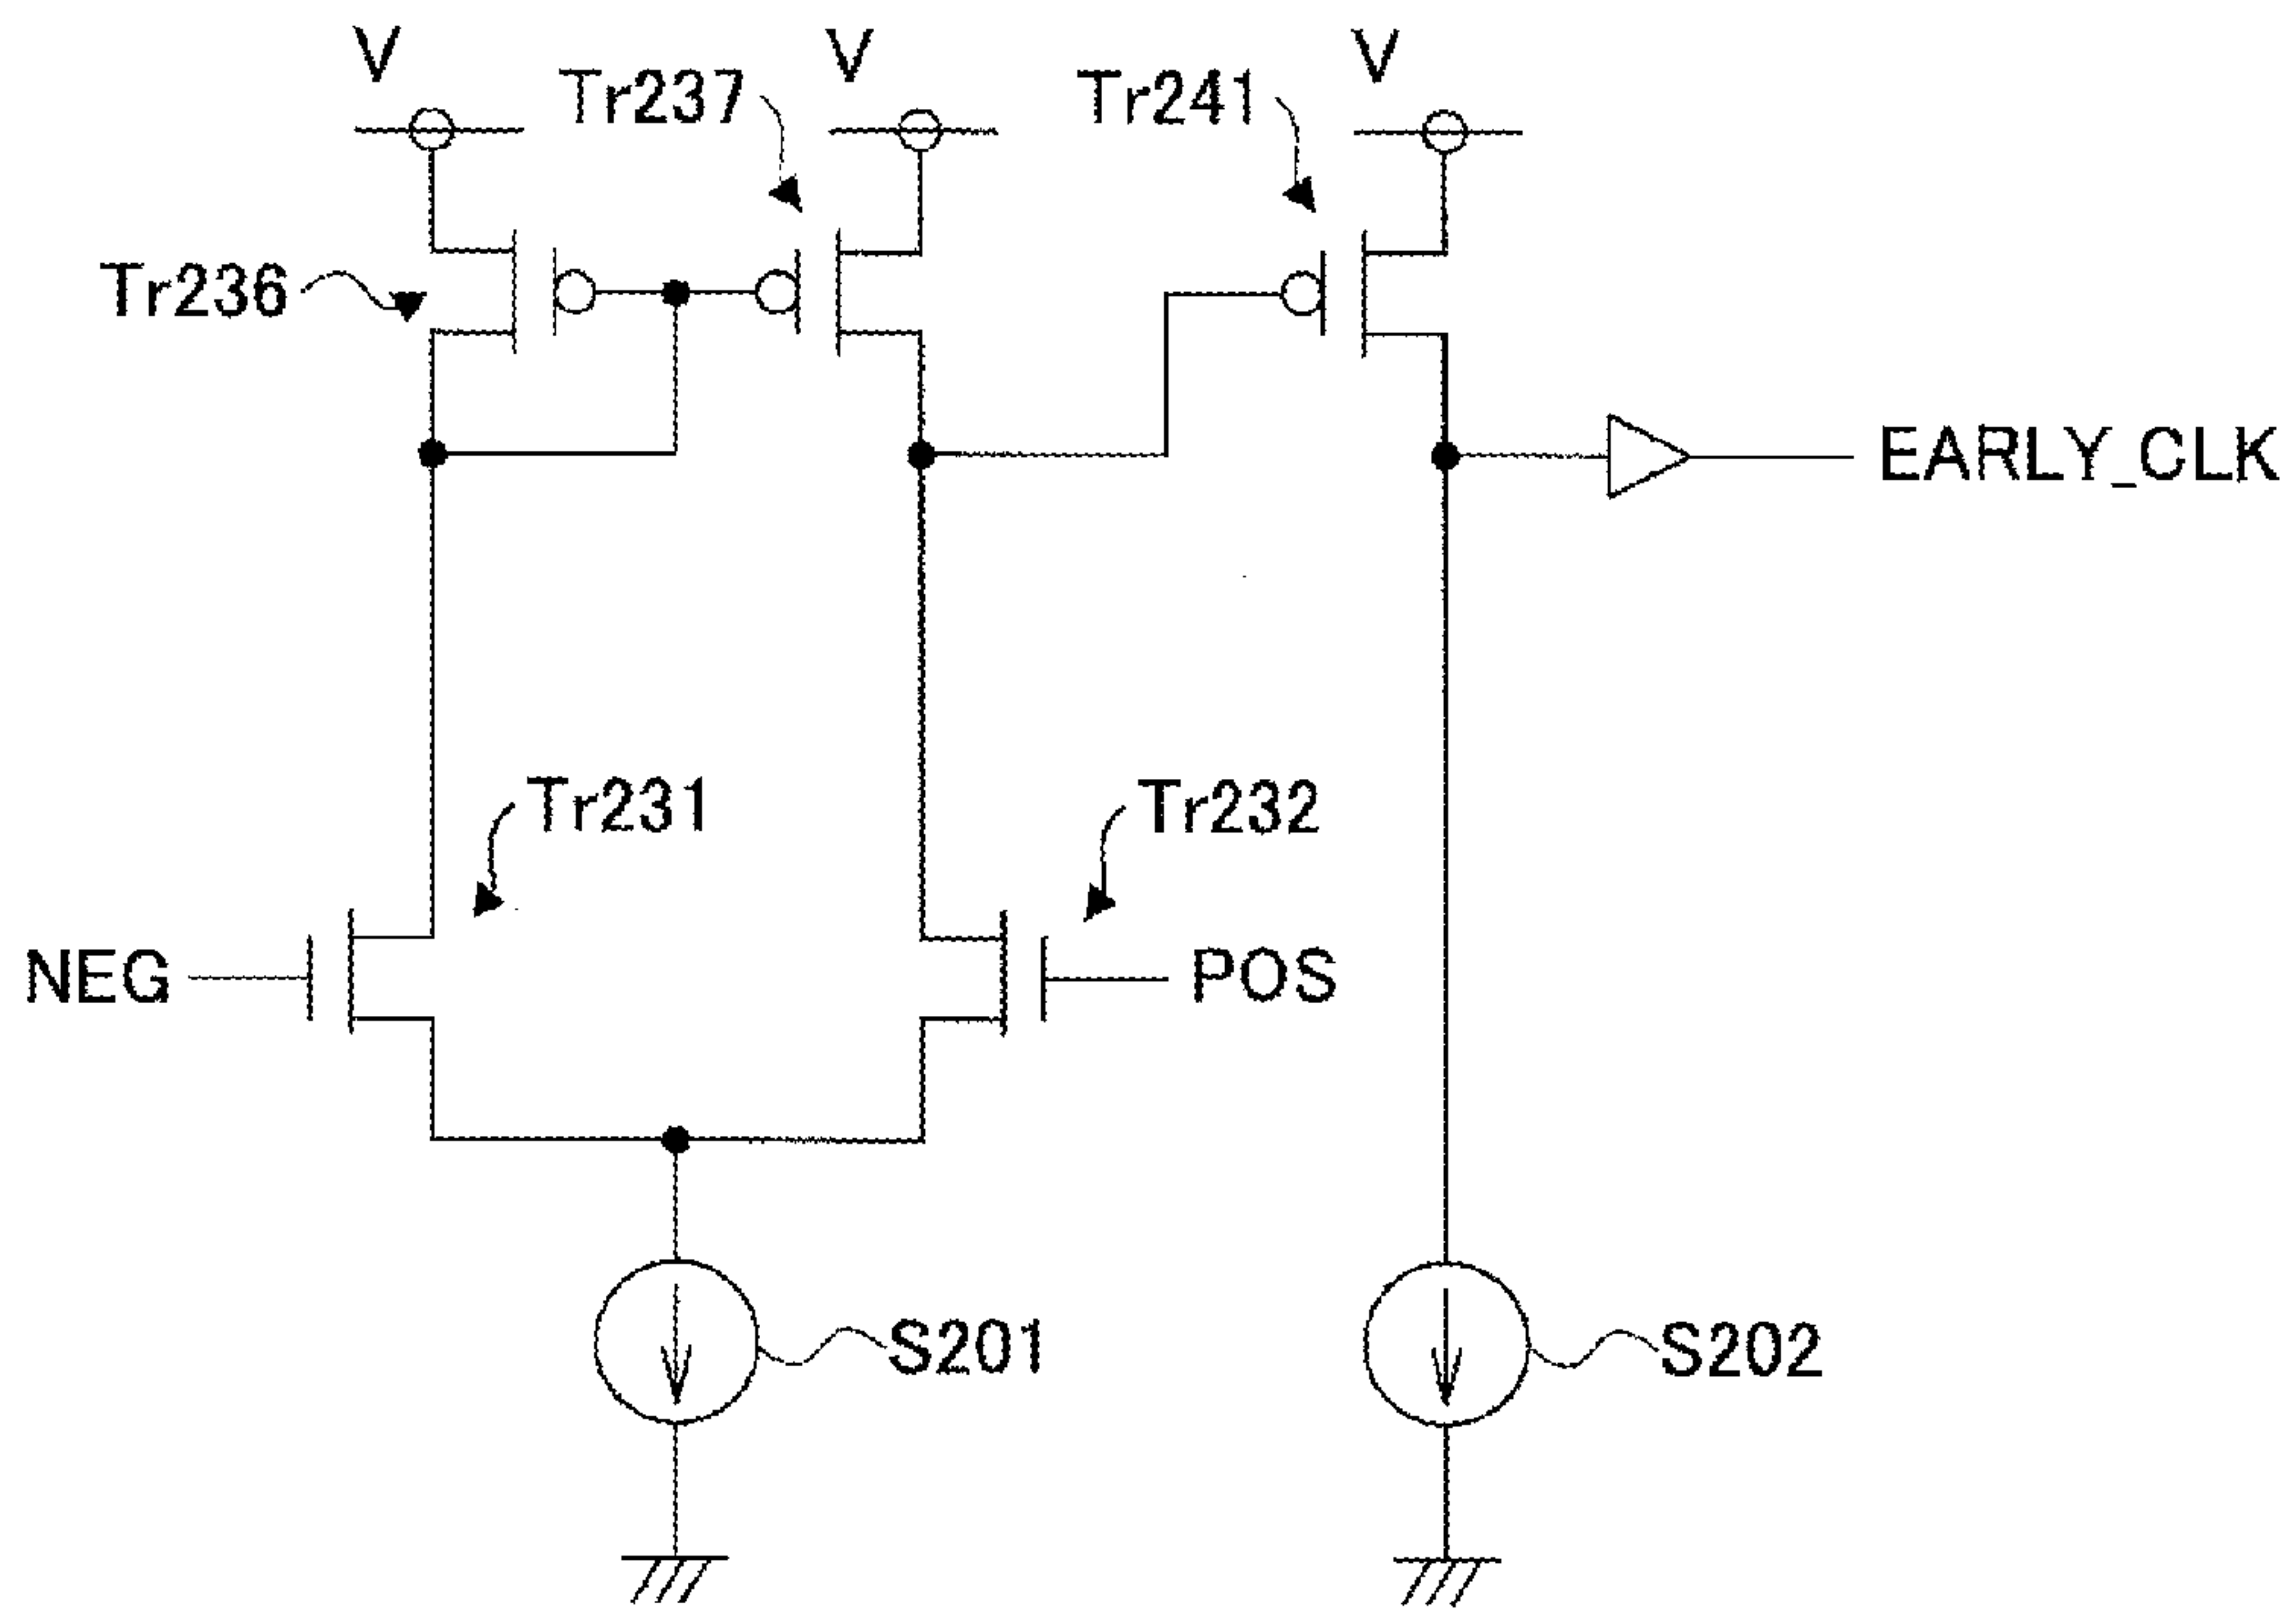 V
V
V
Tr237
Tr241
Tr236
EARLY_CLK
Tr231
Tr232
NEG
POS
S201
S202